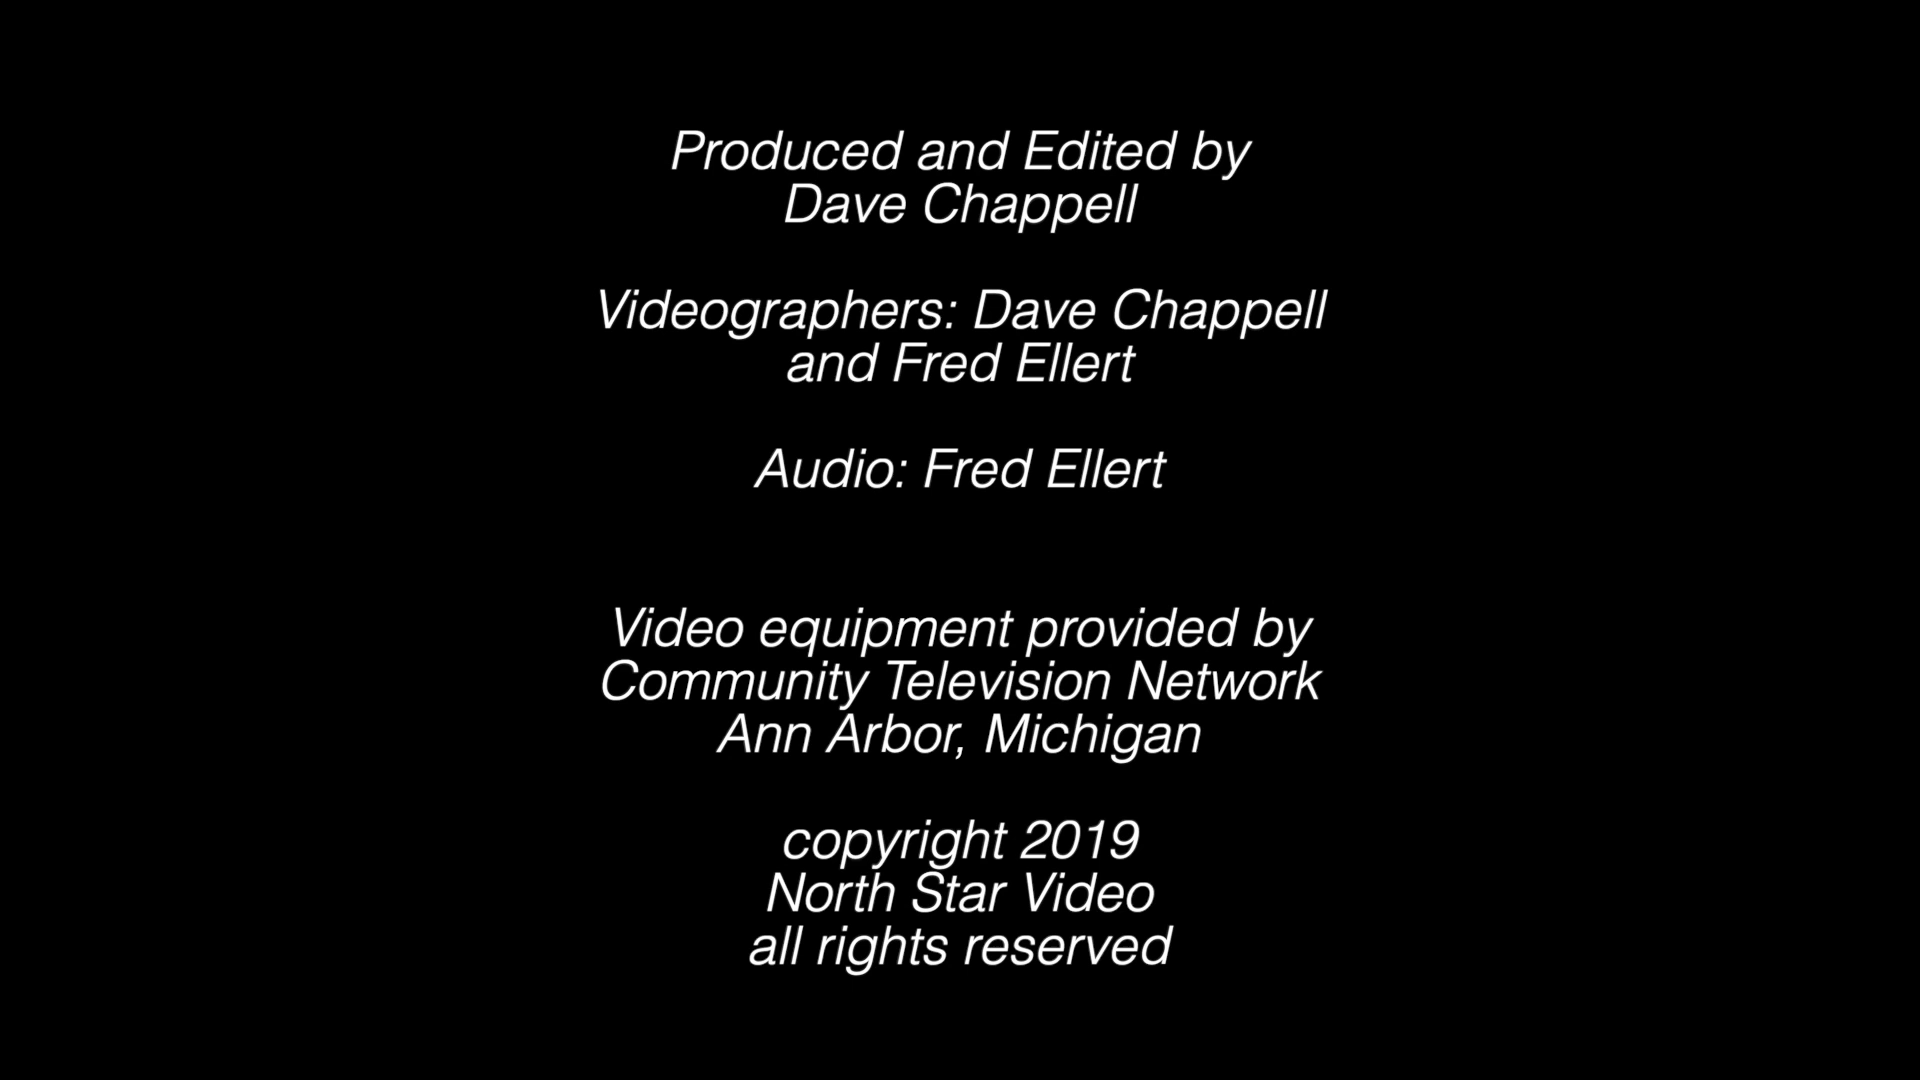 Produced and Edited by
Dave Chappell
Videographers: Dave Chappell
and Fred Ellert
Audio: Fred Ellert
Video equipment provided by
Community Television Network
Ann Arbor, Michigan
copyright 2019
North Star Video
all rights reserved